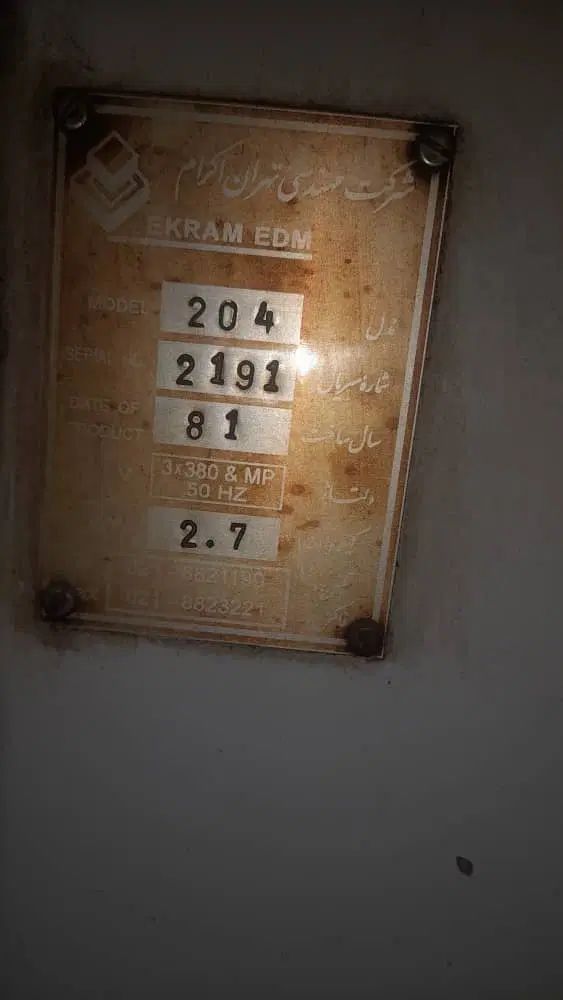 شرکت مهندسی تهران اکرام
EKRAM EDM
MODEL 204 مدل
SERIAL NO. 2191 شماره سریال
DATE OF PRODUCT 81 سال ساخت
V 3x380 & MP 50 HZ ولتاژ
2.7
021 8821190
021 8823221